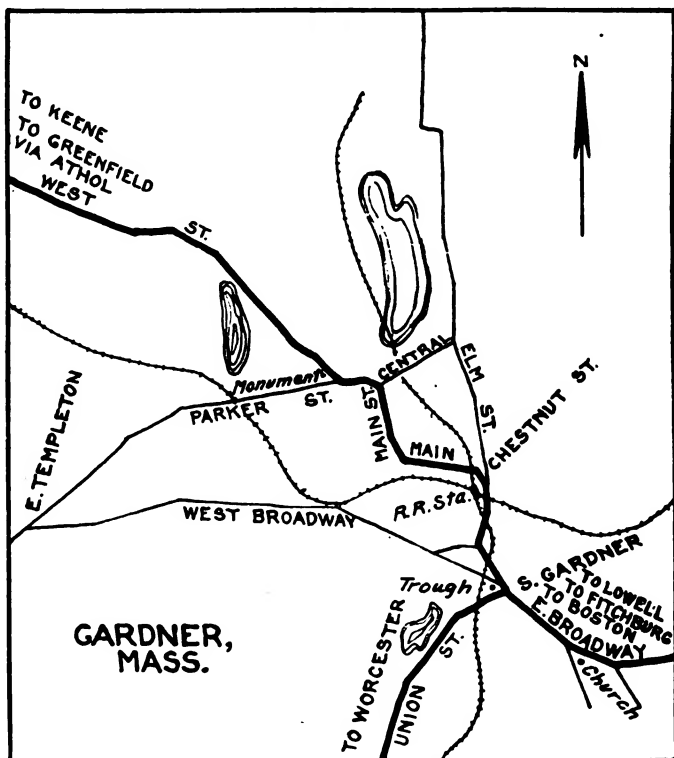 N
TO KEENE
TO GREENFIELD
VIA ATHOL
WEST
ST.
CENTRAL
ELM
ST.
CHESTNUT ST.
Monument
PARKER ST.
MAIN ST.
MAIN
E. TEMPLETON
R.R. Sta.
WEST BROADWAY
S. GARDNER
TO LOWELL
TO FITCHBURG
TO BOSTON
E. BROADWAY
Trough
Church
GARDNER,
MASS.
TO WORCESTER
UNION
ST.